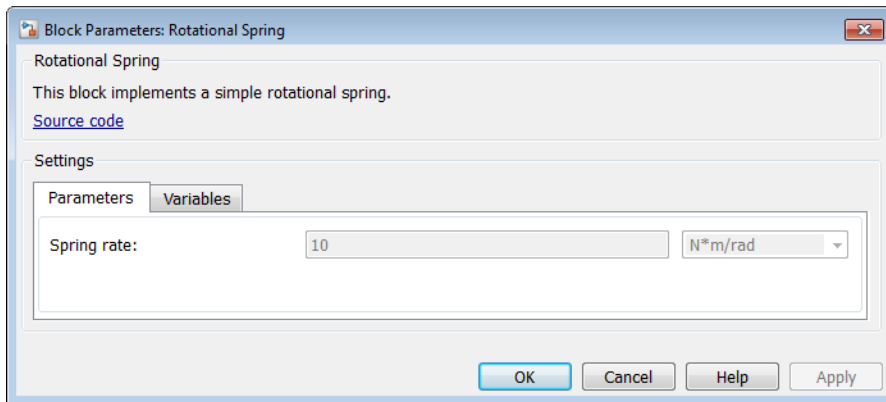 Block Parameters: Rotational Spring
Rotational Spring
This block implements a simple rotational spring.
Source code
Settings
Parameters Variables
Spring rate: 10 N*m/rad
OK Cancel Help Apply